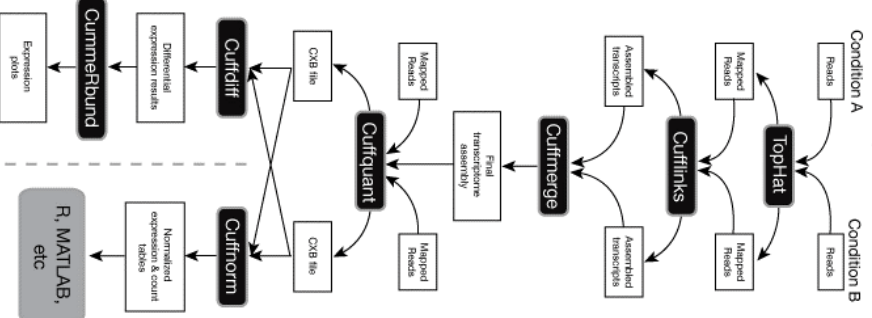 Condition A
Condition B
Reads
Reads
TopHat
Mapped
Reads
Mapped
Reads
Cufflinks
Assembled
transcripts
Assembled
transcripts
Cuffmerge
Final
transcriptome
assembly
Mapped
Reads
Mapped
Reads
Cuffquant
CXB file
CXB file
Cuffdiff
Cuffnorm
Differential
expression results
Normalized
expression & count
tables
CummeRbund
R, MATLAB,
etc
Expression
plots